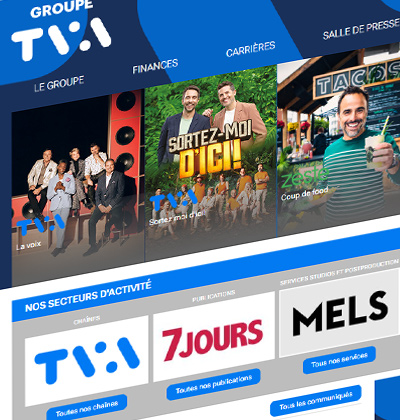 GROUPE
TVA
LE GROUPE
FINANCES
CARRIÈRES
SALLE DE PRESSE
TVA
La voix
SORTEZ-MOI
D'ICI!
TVA
Sortez-moi d'ici!
TACOS
zeste
Coup de food
NOS SECTEURS D'ACTIVITÉ
CHAÎNES
TVA
Toutes nos chaînes
PUBLICATIONS
7JOURS
Toutes nos publications
SERVICES STUDIOS ET POSTPRODUCTION
MELS
Tous nos services
Tous les communiqués